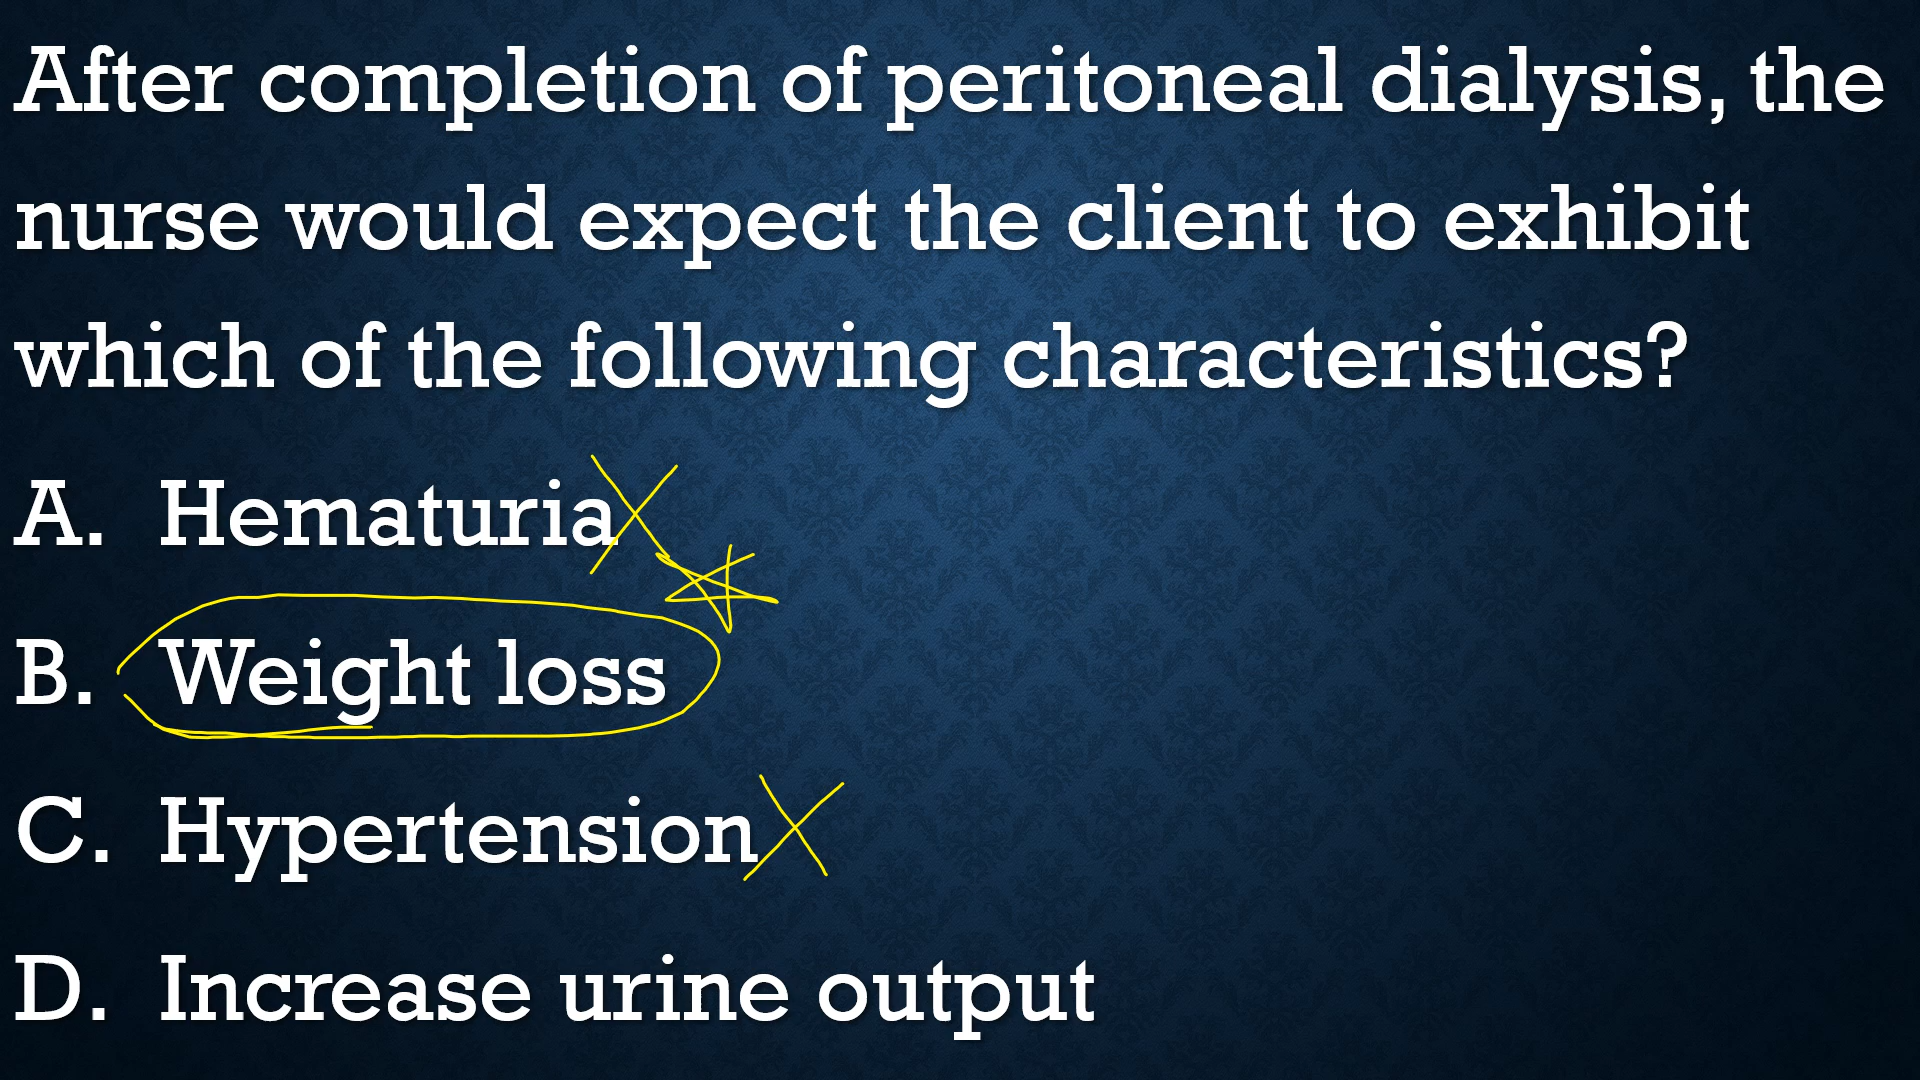 After completion of peritoneal dialysis, the
nurse would expect the client to exhibit
which of the following characteristics?
A. Hematuria
B. Weight loss
C. Hypertension
D. Increase urine output